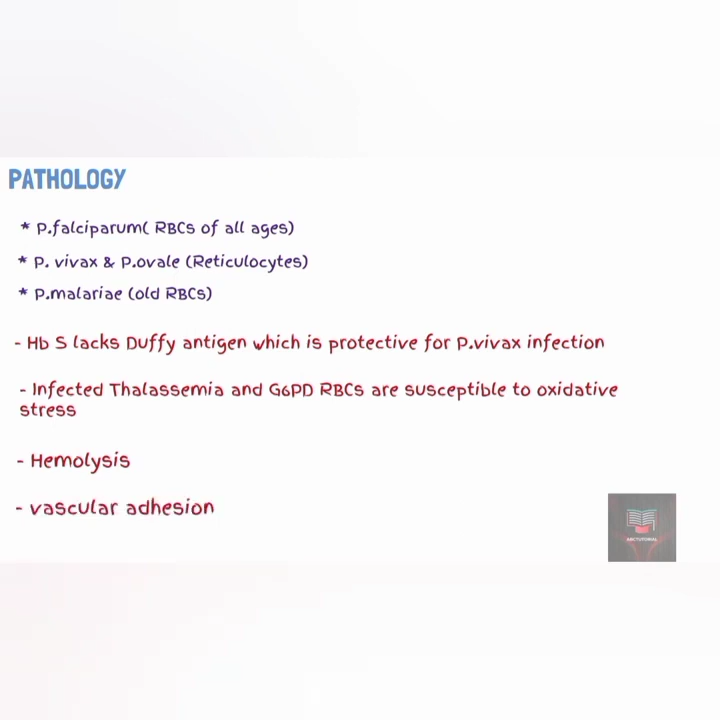 PATHOLOGY
* P.falciparum( RBCs of all ages)
* P. vivax & P.ovale (Reticulocytes)
* P.malariae (old RBCs)
- Hb S lacks Duffy antigen which is protective for P.vivax infection
- Infected Thalassemia and G6PD RBCs are susceptible to oxidative
stress
- Hemolysis
- vascular adhesion
ABCTUTORIAL